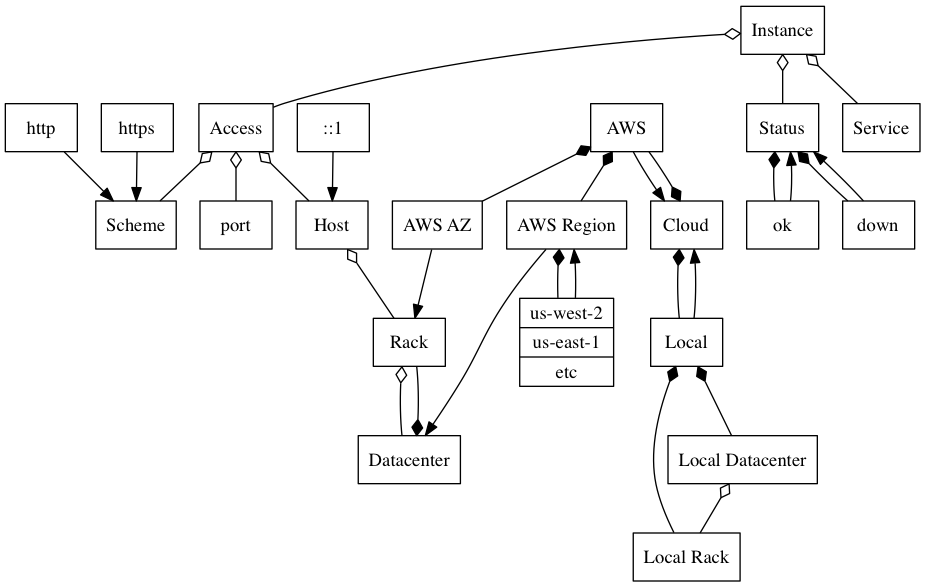 Instance
http
https
Access
::1
AWS
Status
Service
Scheme
port
Host
AWS AZ
AWS Region
Cloud
ok
down
us-west-2
us-east-1
etc
Rack
Local
Datacenter
Local Datacenter
Local Rack